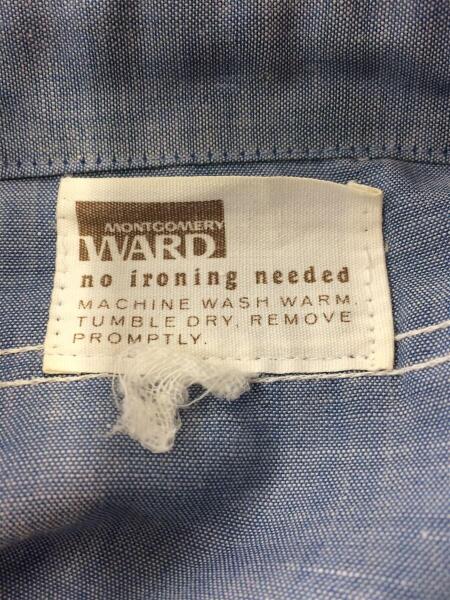 MONTGOMERY
WARD
no ironing needed
MACHINE WASH WARM.
TUMBLE DRY, REMOVE
PROMPTLY.